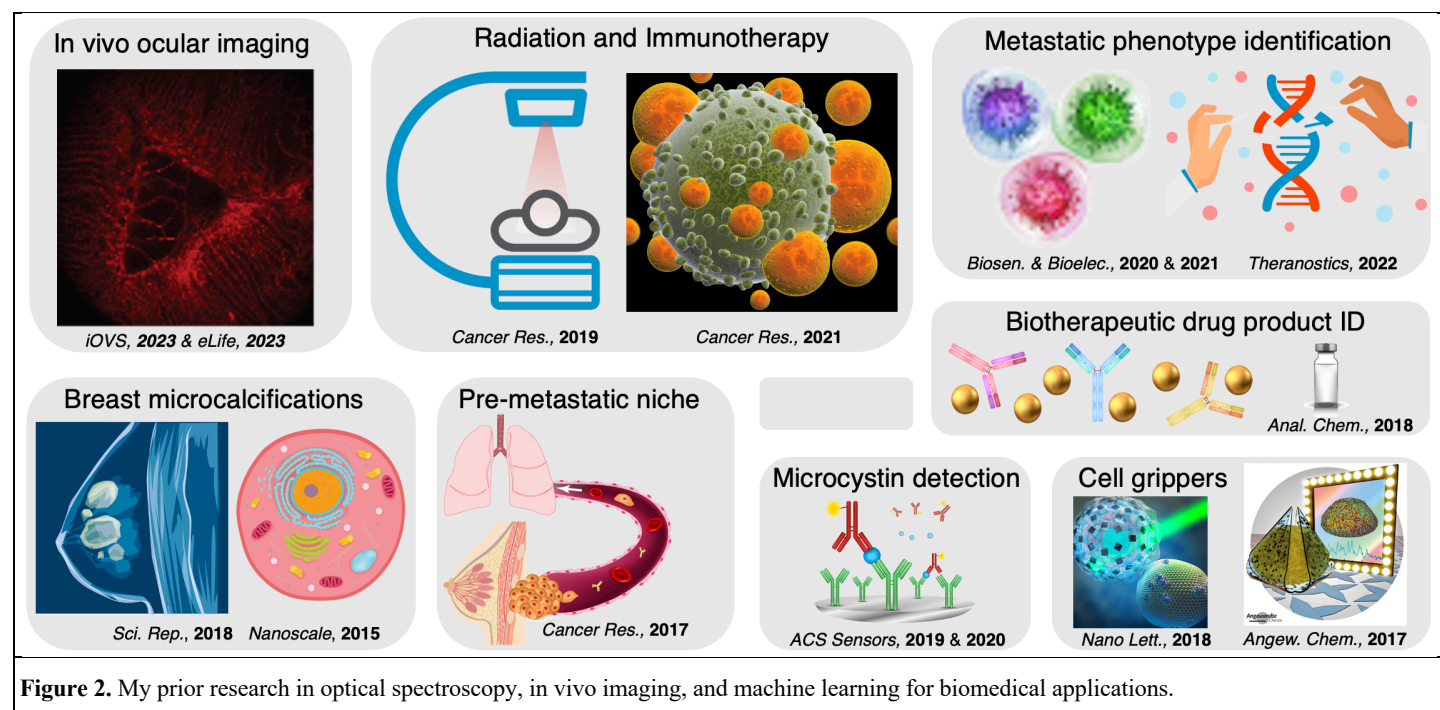 In vivo ocular imaging
iOVS, 2023 & eLife, 2023
Radiation and Immunotherapy
Cancer Res., 2019
Cancer Res., 2021
Metastatic phenotype identification
Biosen. & Bioelec., 2020 & 2021
Theranostics, 2022
Biotherapeutic drug product ID
Anal. Chem., 2018
Breast microcalcifications
Sci. Rep., 2018
Nanoscale, 2015
Pre-metastatic niche
Cancer Res., 2017
Microcystin detection
ACS Sensors, 2019 & 2020
Cell grippers
Nano Lett., 2018
Angewandte
Angew. Chem., 2017
Figure 2. My prior research in optical spectroscopy, in vivo imaging, and machine learning for biomedical applications.